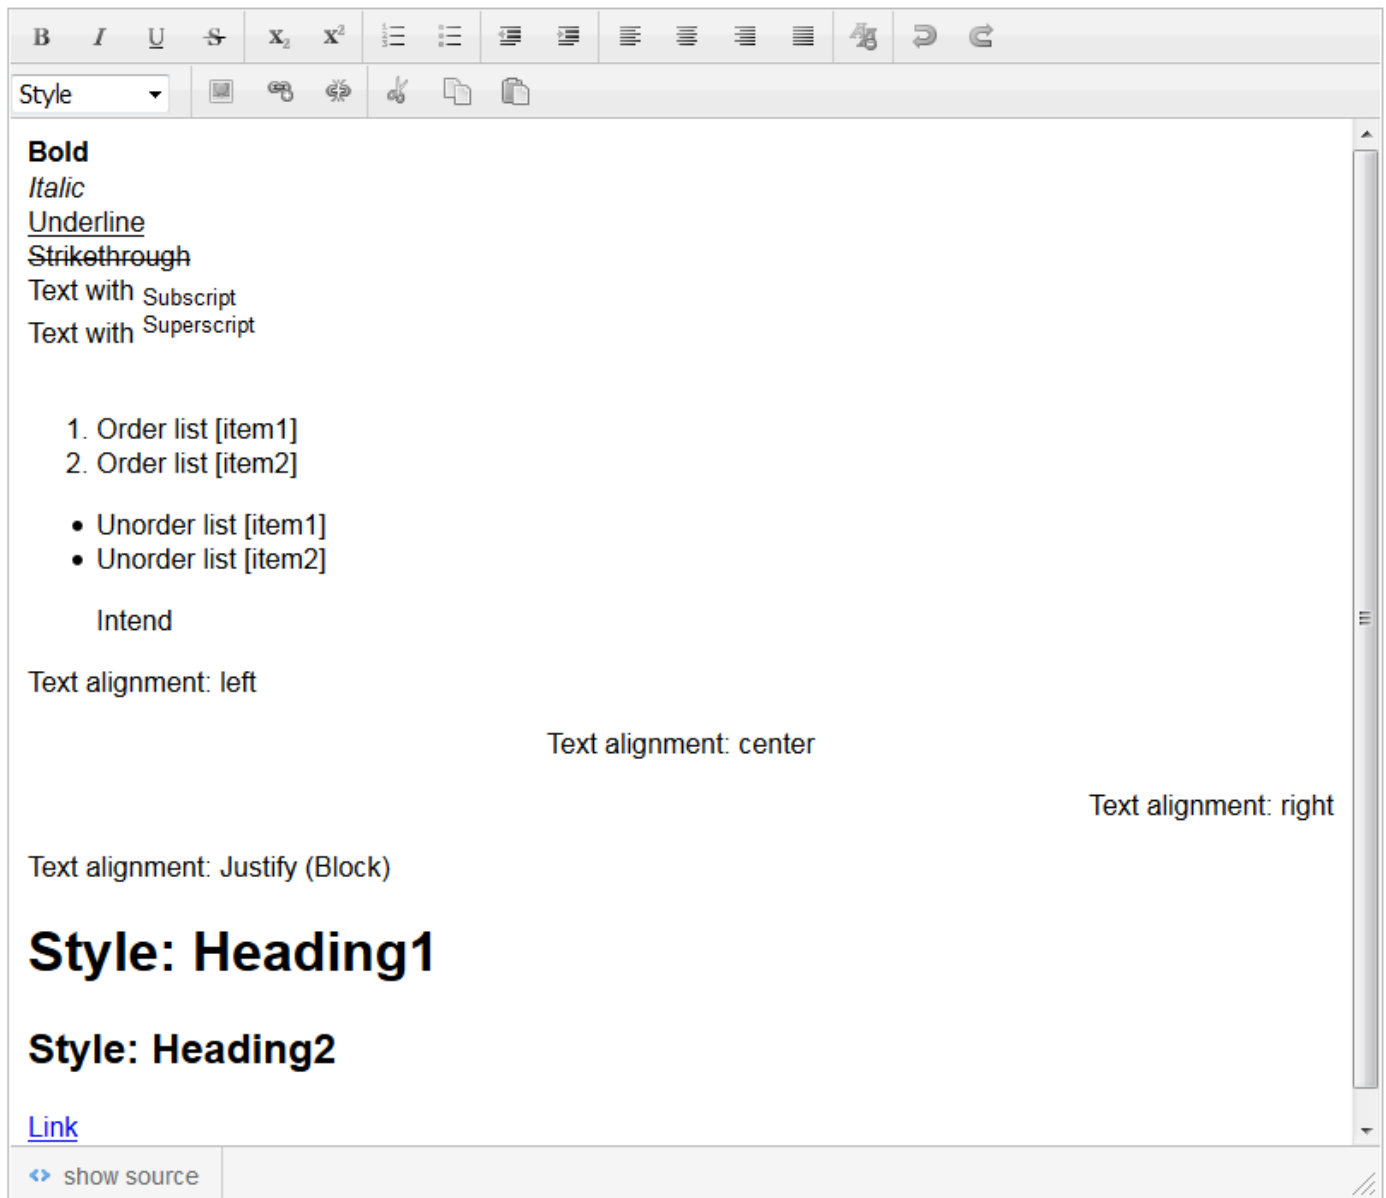 B I U S X₂ X²
Style
Bold
Italic
Underline
Strikethrough
Text with Subscript
Text with Superscript
1. Order list [item1]
2. Order list [item2]
• Unorder list [item1]
• Unorder list [item2]
Intend
Text alignment: left
Text alignment: center
Text alignment: right
Text alignment: Justify (Block)
Style: Heading1
Style: Heading2
Link
show source